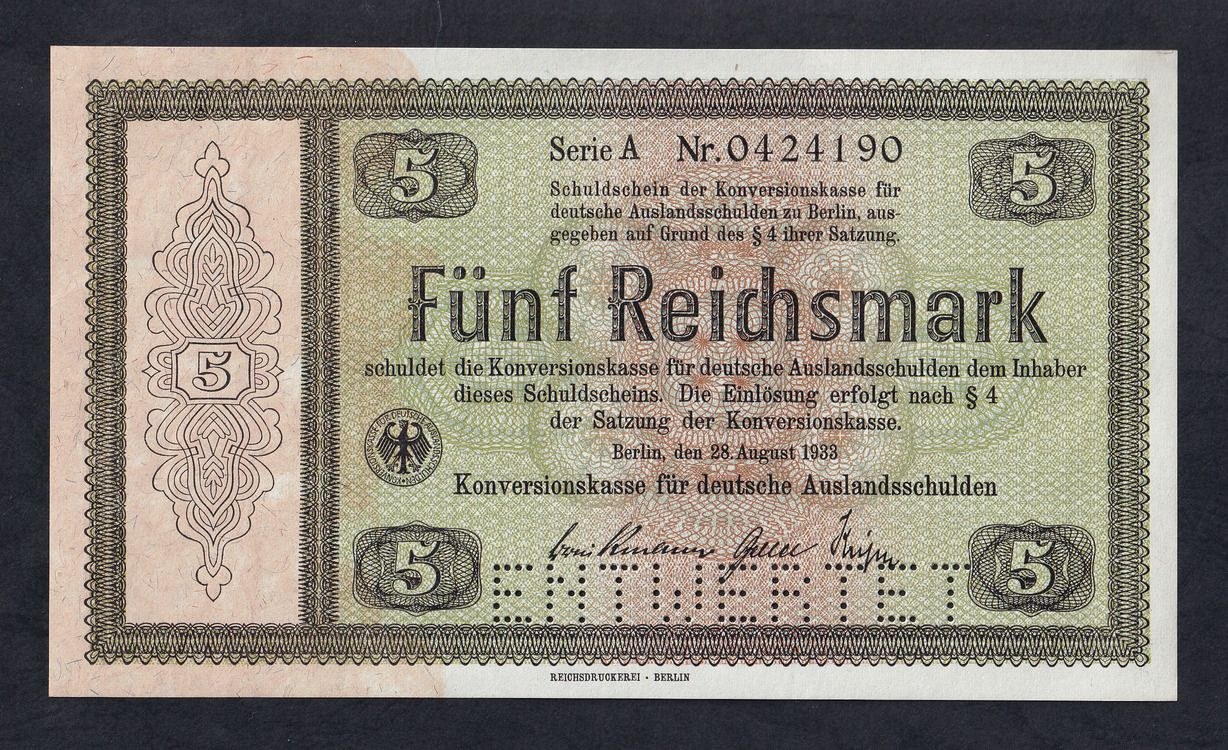 5 5
Serie A Nr. 0424190
Schuldschein der Konversionskasse für
deutsche Auslandsschulden zu Berlin, aus-
gegeben auf Grund des § 4 ihrer Satzung.
Fünf Reichsmark
5
schuldet die Konversionskasse für deutsche Auslandsschulden dem Inhaber
dieses Schuldscheins. Die Einlösung erfolgt nach § 4
der Satzung der Konversionskasse.
Berlin, den 28. August 1933
Konversionskasse für deutsche Auslandsschulden
5 5
ENTWERTET
REICHSDRUCKEREI · BERLIN